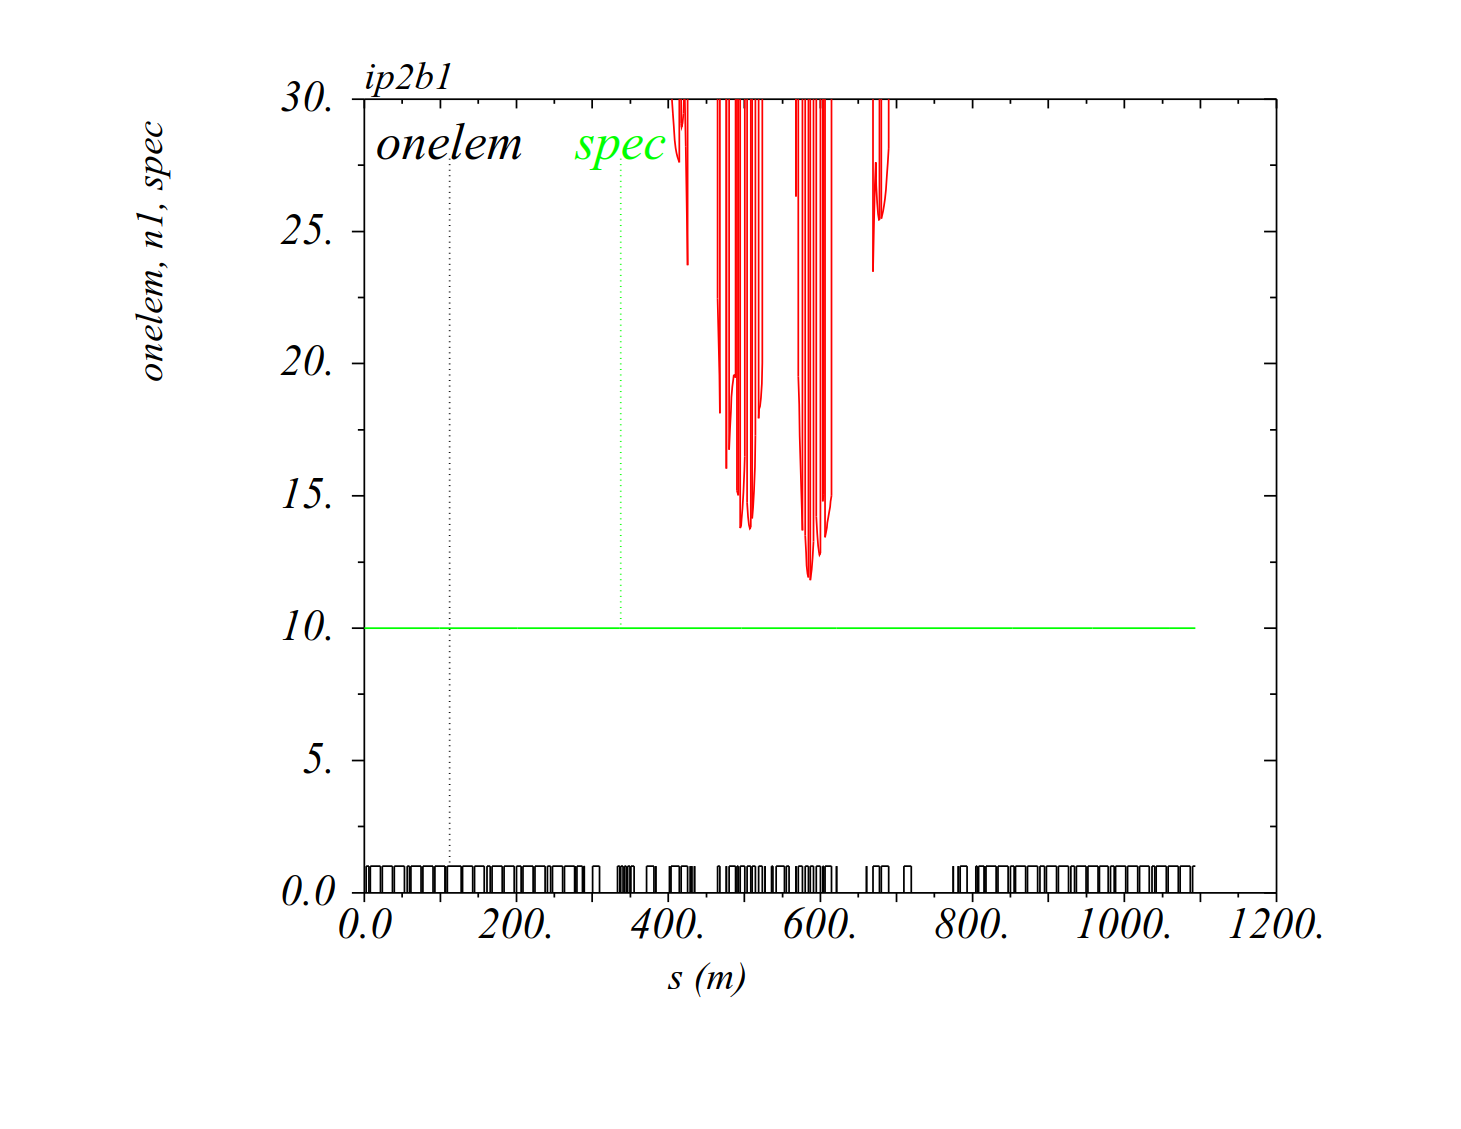 ip2b1
onelem spec
onelem, n1, spec
30.
25.
20.
15.
10.
5.
0.0
0.0 200. 400. 600. 800. 1000. 1200.
s (m)